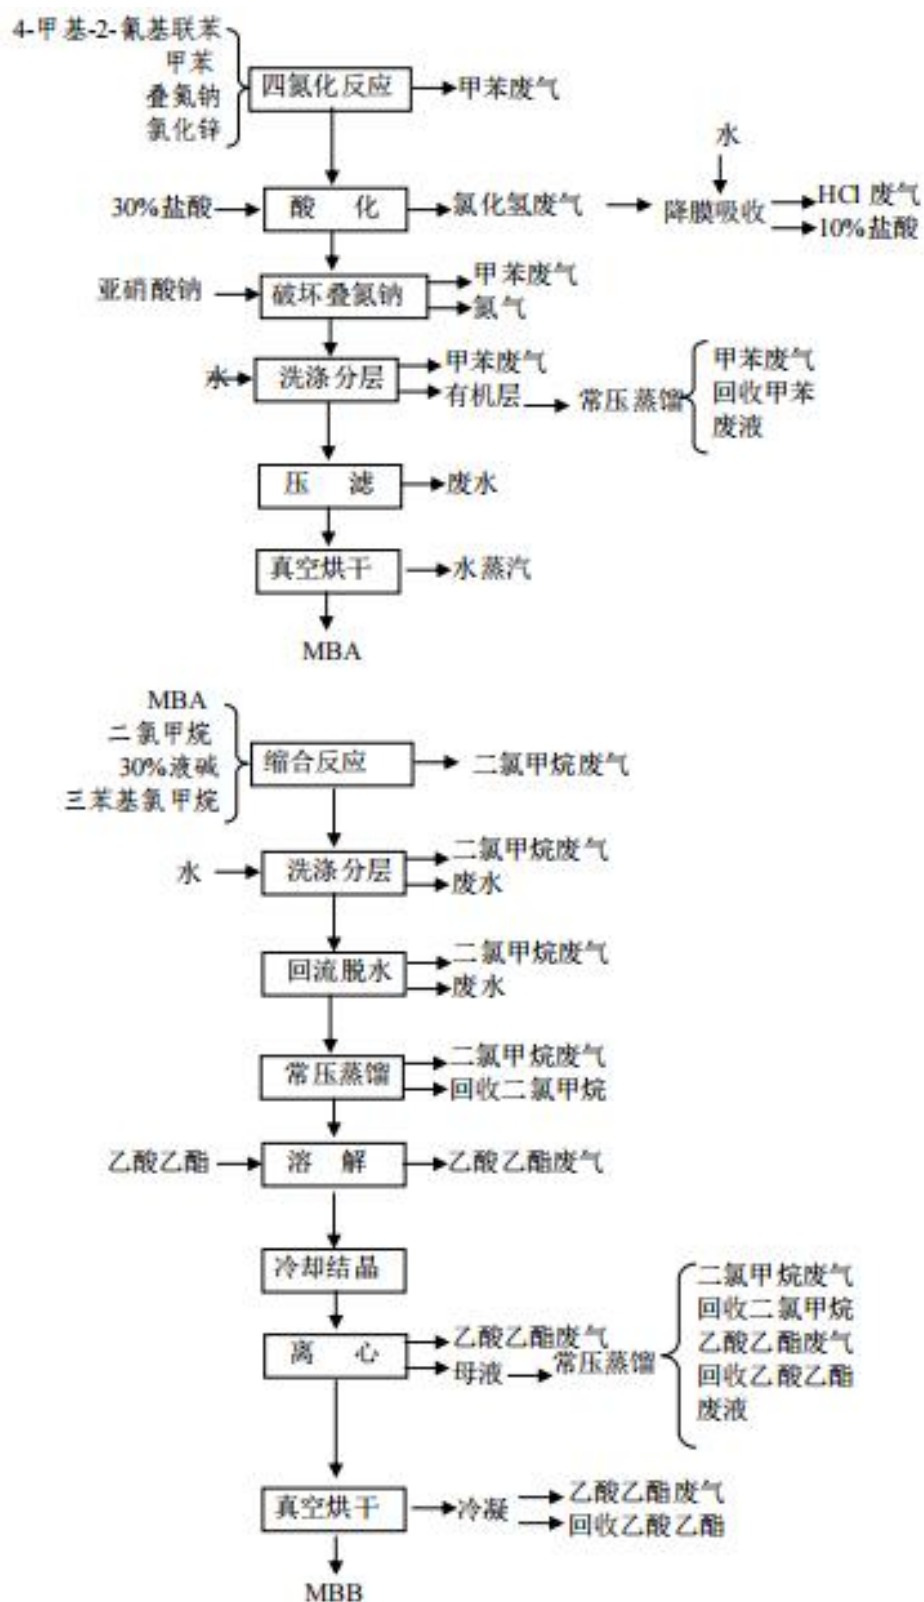 4-甲基-2-氰基联苯
甲苯
叠氮钠
氯化锌
四氮化反应
甲苯废气
水
30%盐酸
酸 化
氯化氢废气
降膜吸收
HCl 废气
10%盐酸
亚硝酸钠
破坏叠氮钠
甲苯废气
氮气
水
洗涤分层
甲苯废气
有机层
常压蒸馏
甲苯废气
回收甲苯
废液
压 滤
废水
真空烘干
水蒸汽
MBA
MBA
二氯甲烷
30%液碱
三苯基氯甲烷
缩合反应
二氯甲烷废气
水
洗涤分层
二氯甲烷废气
废水
回流脱水
二氯甲烷废气
废水
常压蒸馏
二氯甲烷废气
回收二氯甲烷
乙酸乙酯
溶 解
乙酸乙酯废气
冷却结晶
离 心
乙酸乙酯废气
母液
常压蒸馏
二氯甲烷废气
回收二氯甲烷
乙酸乙酯废气
回收乙酸乙酯
废液
真空烘干
冷凝
乙酸乙酯废气
回收乙酸乙酯
MBB